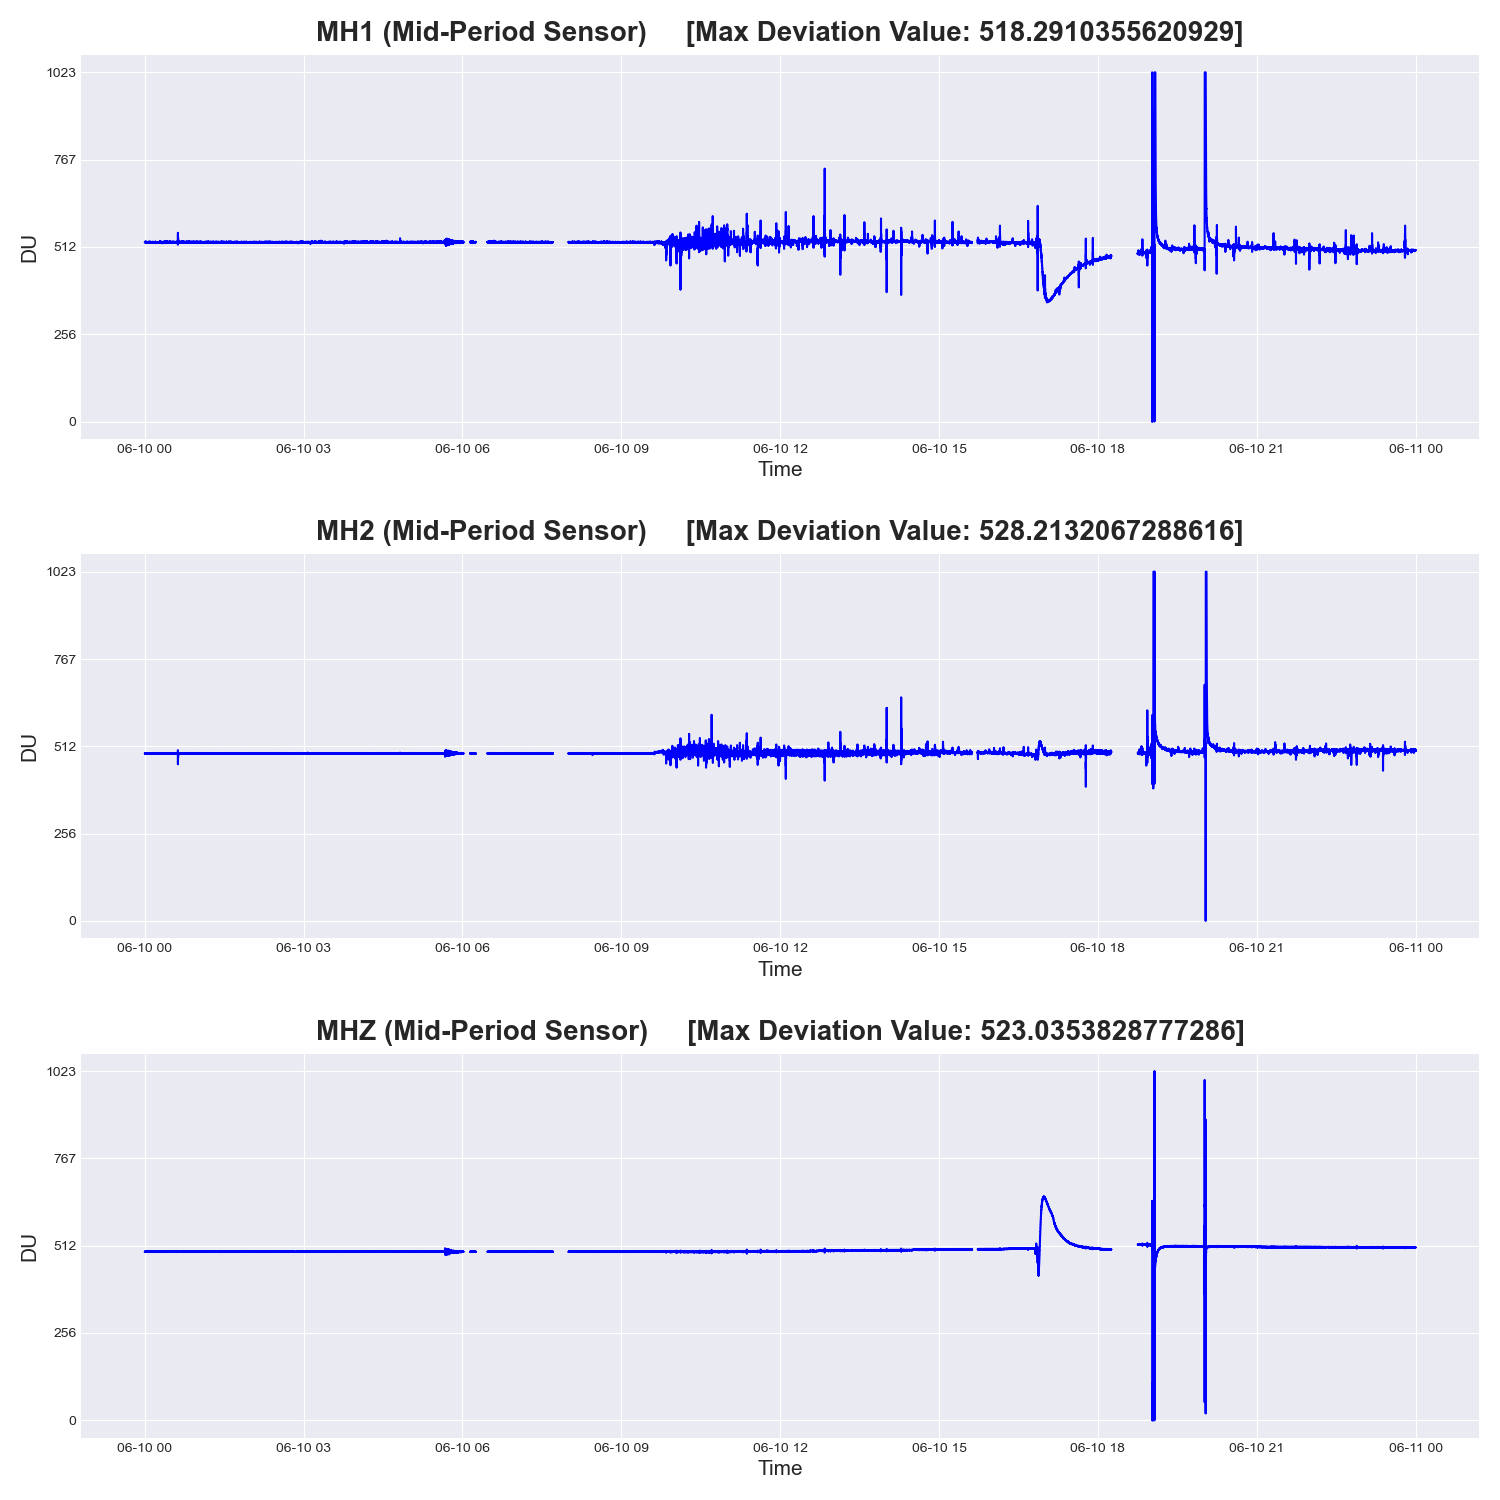 MH1 (Mid-Period Sensor) [Max Deviation Value: 518.2910355620929]
1023
767
512
256
0
DU
06-10 00 06-10 03 06-10 06 06-10 09 06-10 12 06-10 15 06-10 18 06-10 21 06-11 00
Time
MH2 (Mid-Period Sensor) [Max Deviation Value: 528.2132067288616]
1023
767
512
256
0
DU
06-10 00 06-10 03 06-10 06 06-10 09 06-10 12 06-10 15 06-10 18 06-10 21 06-11 00
Time
MHZ (Mid-Period Sensor) [Max Deviation Value: 523.0353828777286]
1023
767
512
256
0
DU
06-10 00 06-10 03 06-10 06 06-10 09 06-10 12 06-10 15 06-10 18 06-10 21 06-11 00
Time